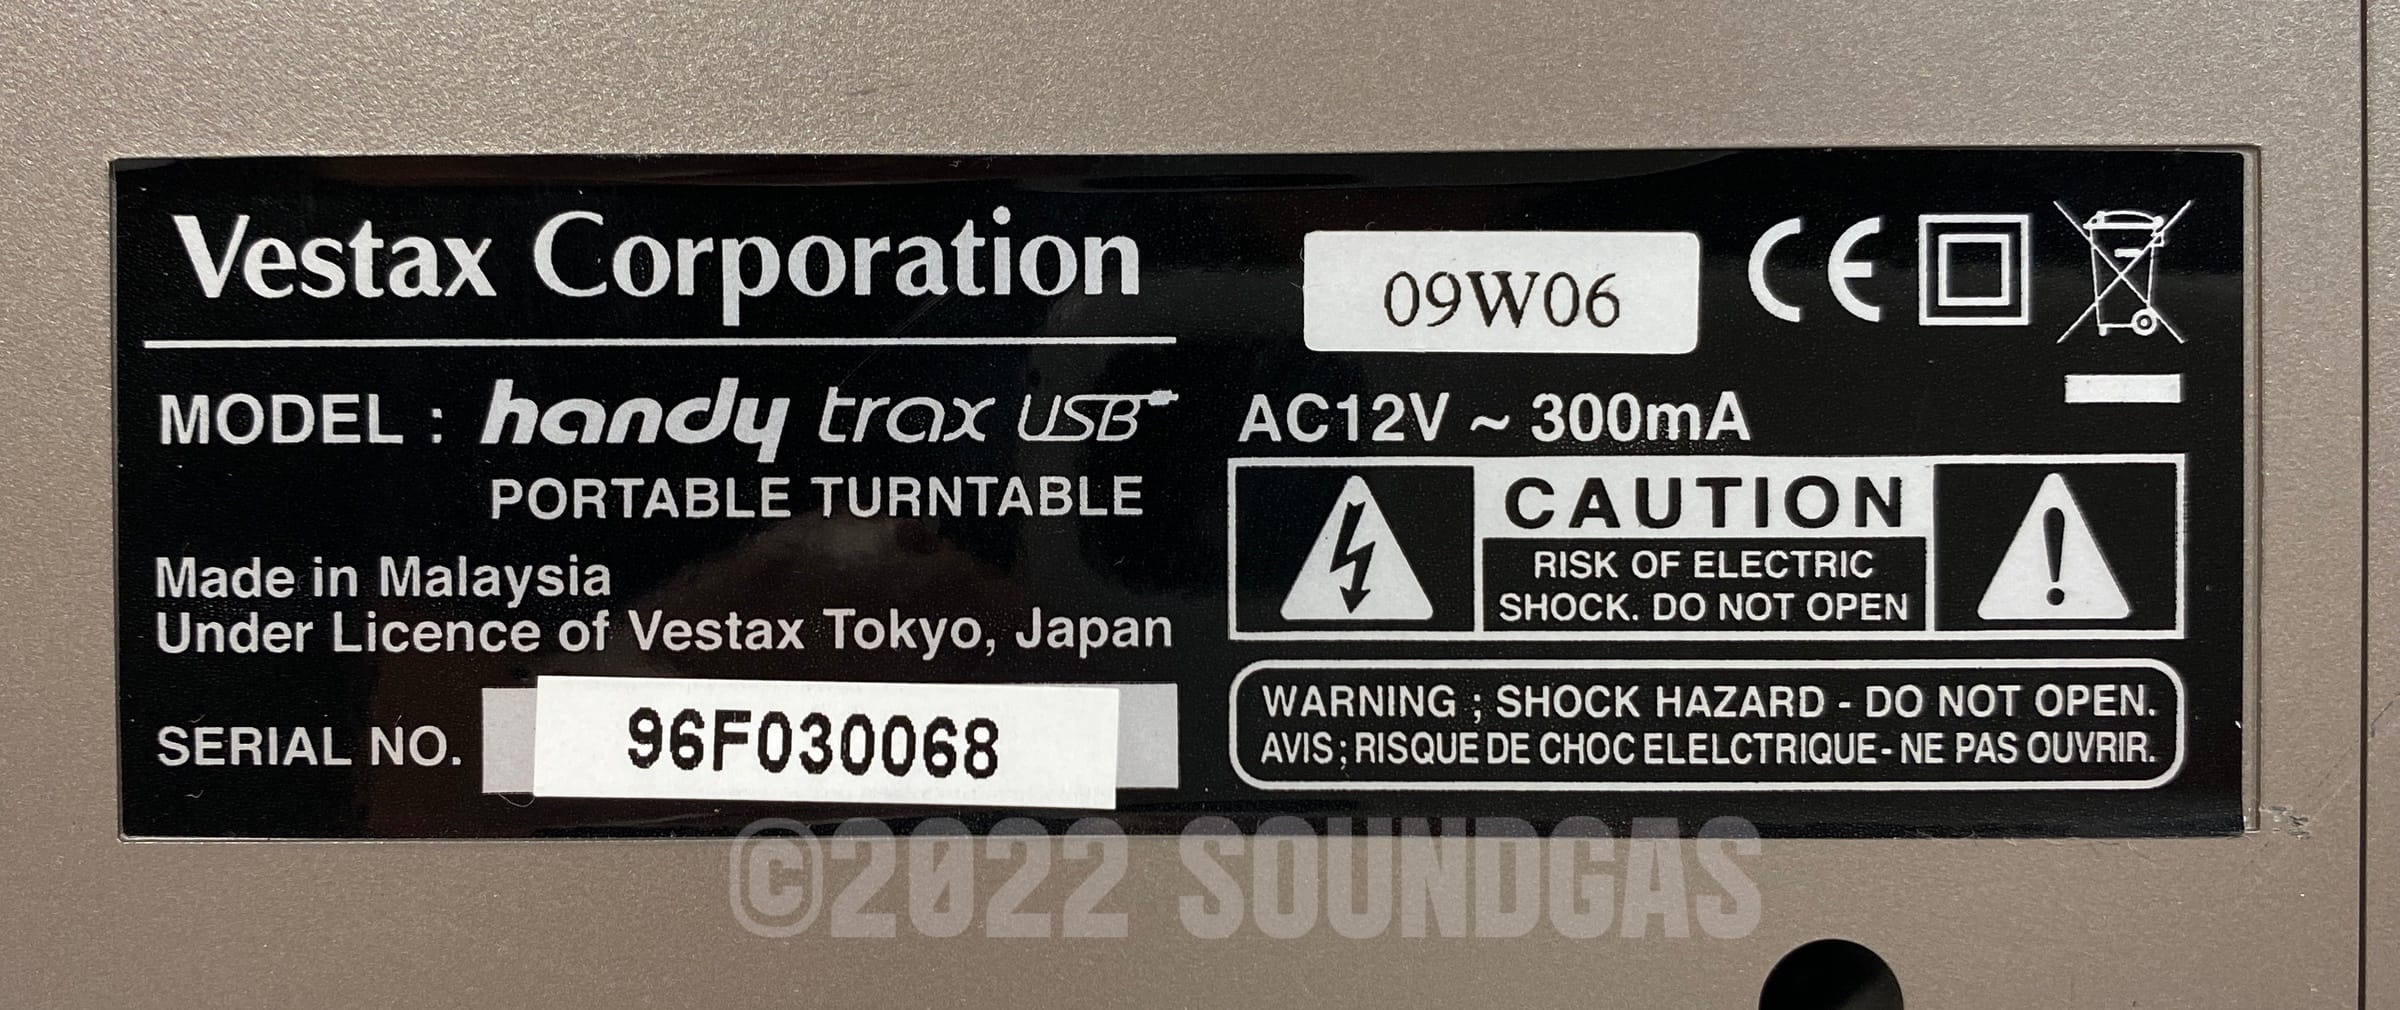 Vestax Corporation
MODEL : handy trax USB
PORTABLE TURNTABLE
Made in Malaysia
Under Licence of Vestax Tokyo, Japan
SERIAL NO. 96F030068
09W06 CE
AC12V ~ 300mA
CAUTION
RISK OF ELECTRIC
SHOCK. DO NOT OPEN
WARNING ; SHOCK HAZARD - DO NOT OPEN.
AVIS ; RISQUE DE CHOC ELELCTRIQUE - NE PAS OUVRIR.
©2022 SOUNDGAS